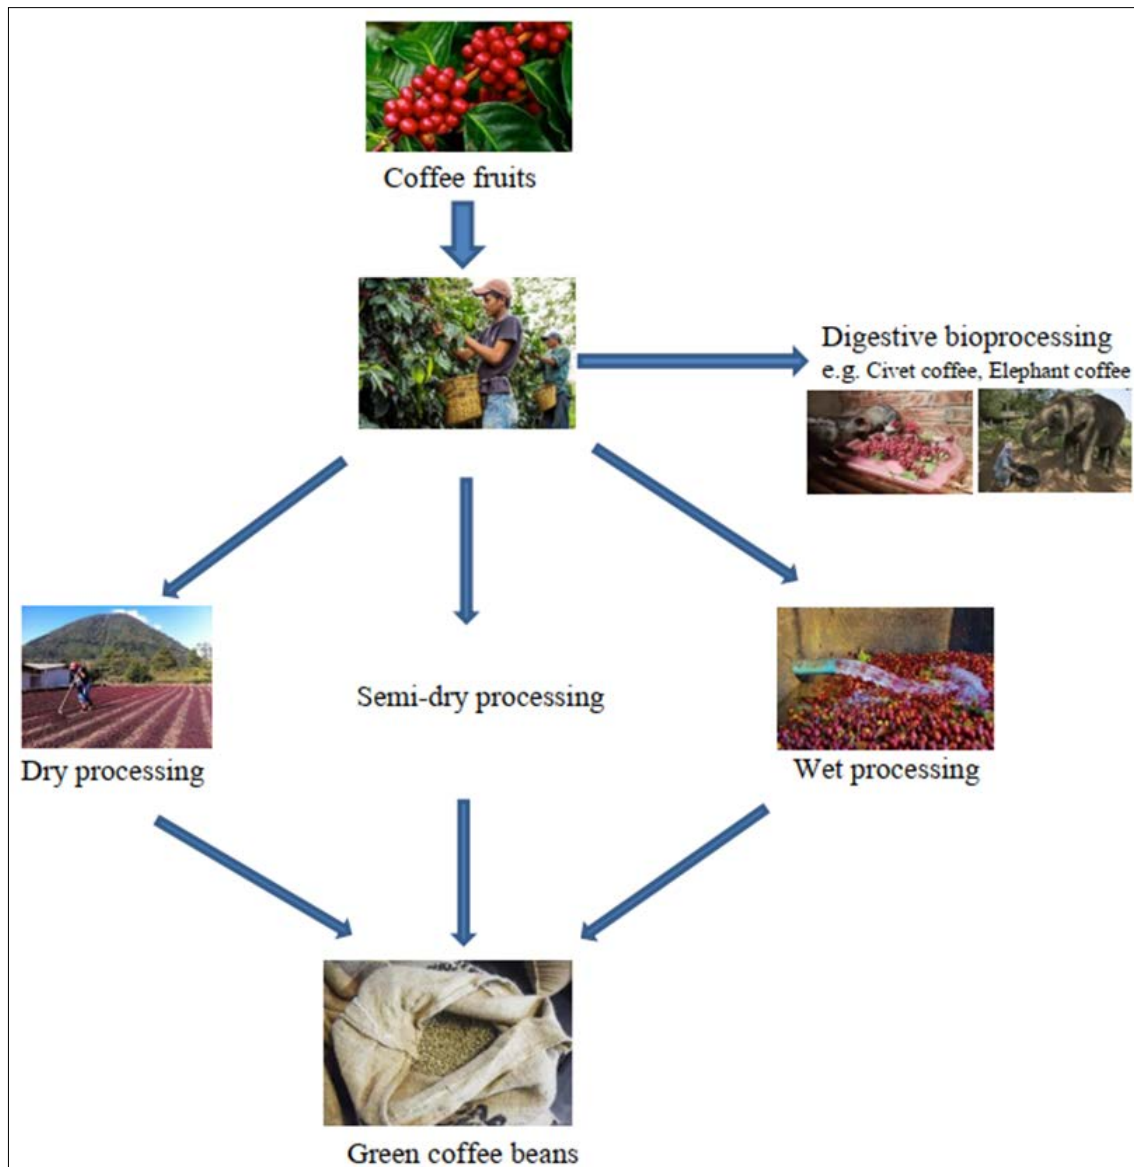 Coffee fruits
Digestive bioprocessing
e.g. Civet coffee, Elephant coffee
Semi-dry processing
Dry processing
Wet processing
Green coffee beans